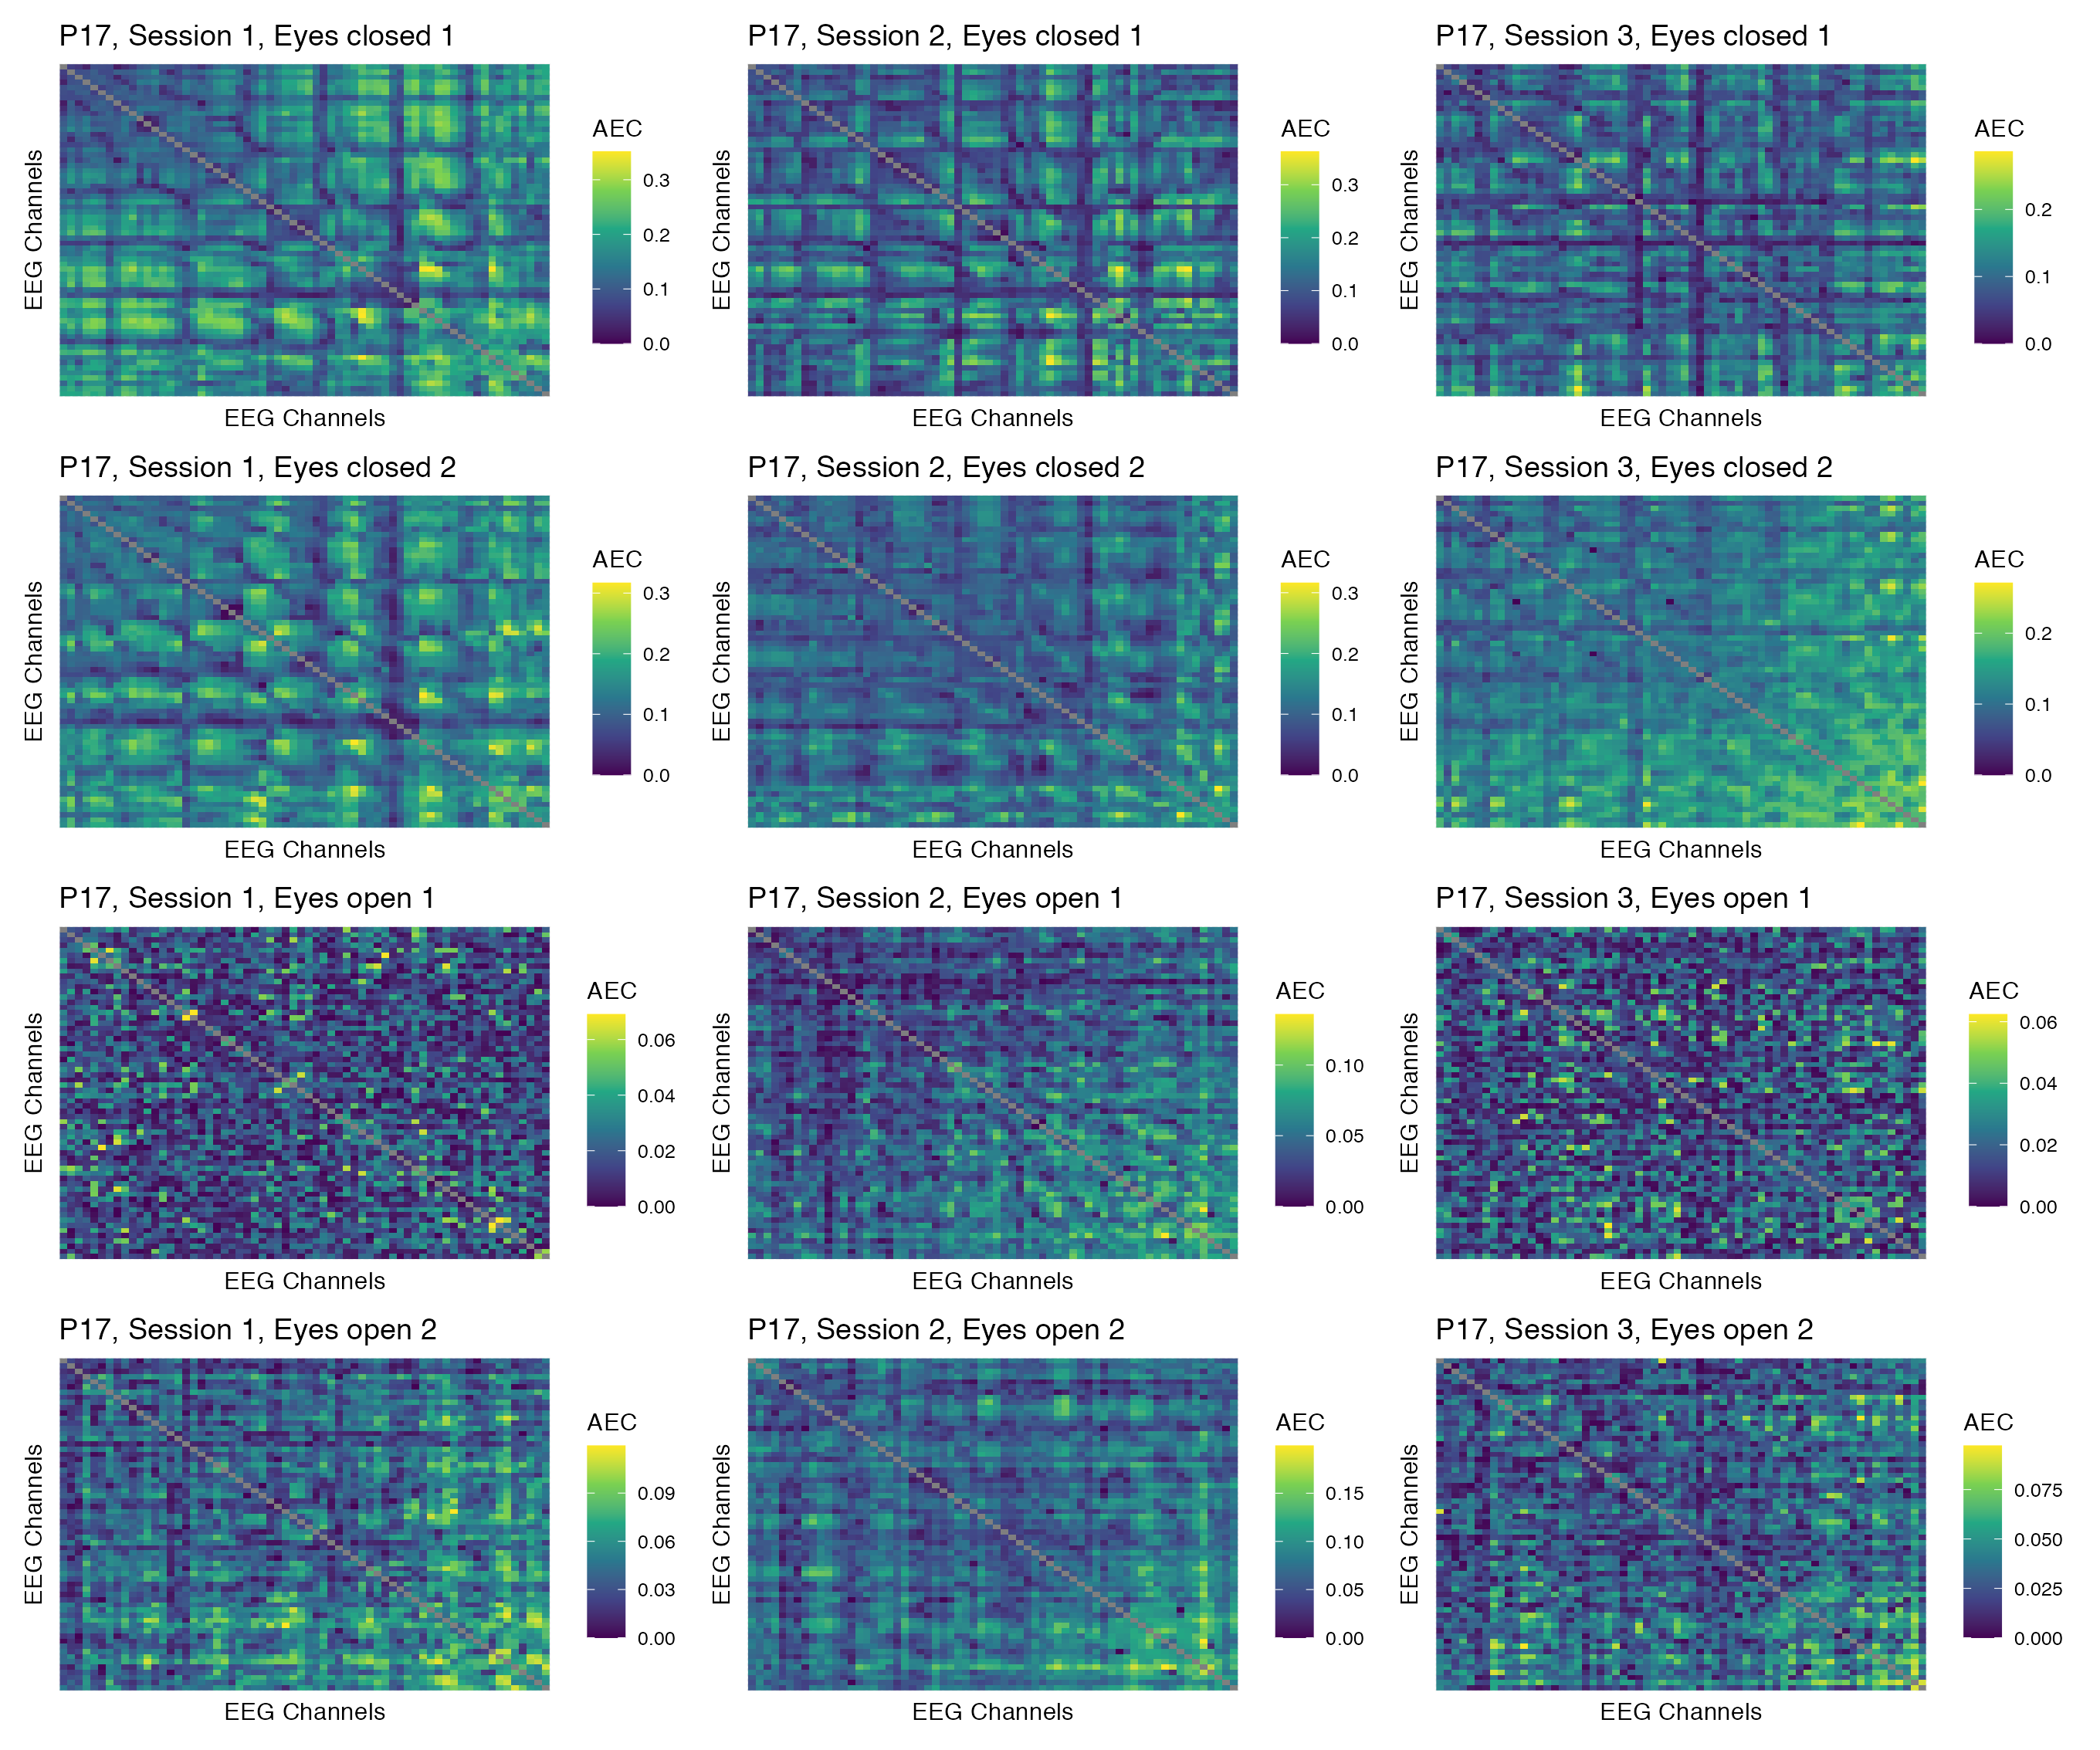 P17, Session 1, Eyes closed 1
P17, Session 2, Eyes closed 1
P17, Session 3, Eyes closed 1
EEG Channels
AEC
0.3
0.2
0.1
0.0
EEG Channels
EEG Channels
AEC
0.3
0.2
0.1
0.0
EEG Channels
EEG Channels
AEC
0.2
0.1
0.0
EEG Channels
P17, Session 1, Eyes closed 2
P17, Session 2, Eyes closed 2
P17, Session 3, Eyes closed 2
EEG Channels
AEC
0.3
0.2
0.1
0.0
EEG Channels
EEG Channels
AEC
0.3
0.2
0.1
0.0
EEG Channels
EEG Channels
AEC
0.2
0.1
0.0
EEG Channels
P17, Session 1, Eyes open 1
P17, Session 2, Eyes open 1
P17, Session 3, Eyes open 1
EEG Channels
AEC
0.06
0.04
0.02
0.00
EEG Channels
EEG Channels
AEC
0.10
0.05
0.00
EEG Channels
EEG Channels
AEC
0.06
0.04
0.02
0.00
EEG Channels
P17, Session 1, Eyes open 2
P17, Session 2, Eyes open 2
P17, Session 3, Eyes open 2
EEG Channels
AEC
0.09
0.06
0.03
0.00
EEG Channels
EEG Channels
AEC
0.15
0.10
0.05
0.00
EEG Channels
EEG Channels
AEC
0.075
0.050
0.025
0.000
EEG Channels